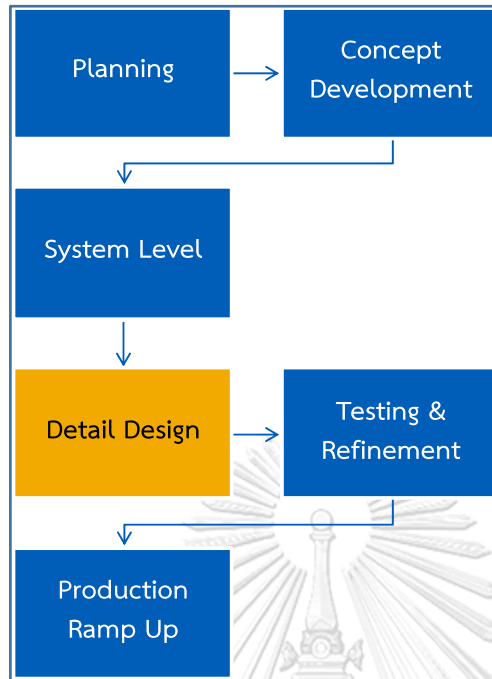 Planning
Concept
Development
System Level
Detail Design
Testing &
Refinement
Production
Ramp Up